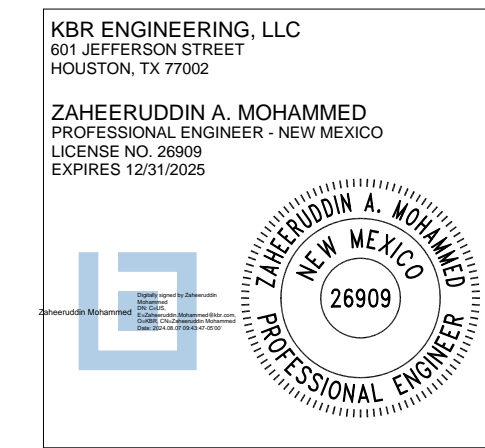 KBR ENGINEERING, LLC
601 JEFFERSON STREET
HOUSTON, TX 77002
ZAHEERUDDIN A. MOHAMMED
PROFESSIONAL ENGINEER - NEW MEXICO
LICENSE NO. 26909
EXPIRES 12/31/2025
Zaheeruddin Mohammed
Digitally signed by Zaheeruddin
Mohammed
DN: C=US,
E=Zaheeruddin.Mohammed@kbr.com,
O=KBR, CN=Zaheeruddin Mohammed
Date: 2024.08.07 09:43:47-05'00'
ZAHEERUDDIN A. MOHAMMED
NEW MEXICO
26909
PROFESSIONAL ENGINEER